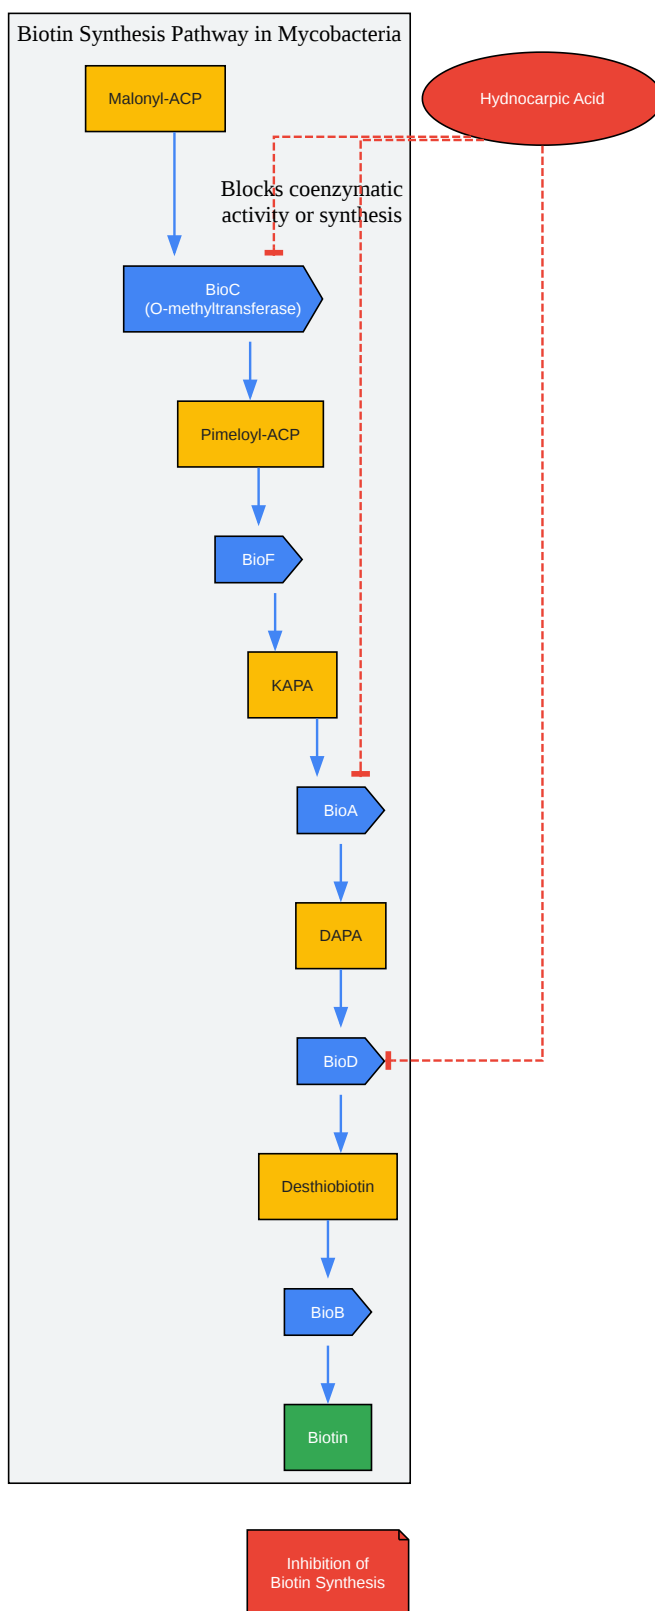 Biotin Synthesis Pathway in Mycobacteria
Malonyl-ACP
Hydnocarpic Acid
Blocks coenzymatic
activity or synthesis
BioC
(O-methyltransferase)
Pimeloyl-ACP
BioF
KAPA
BioA
DAPA
BioD
Desthiobiotin
BioB
Biotin
Inhibition of
Biotin Synthesis